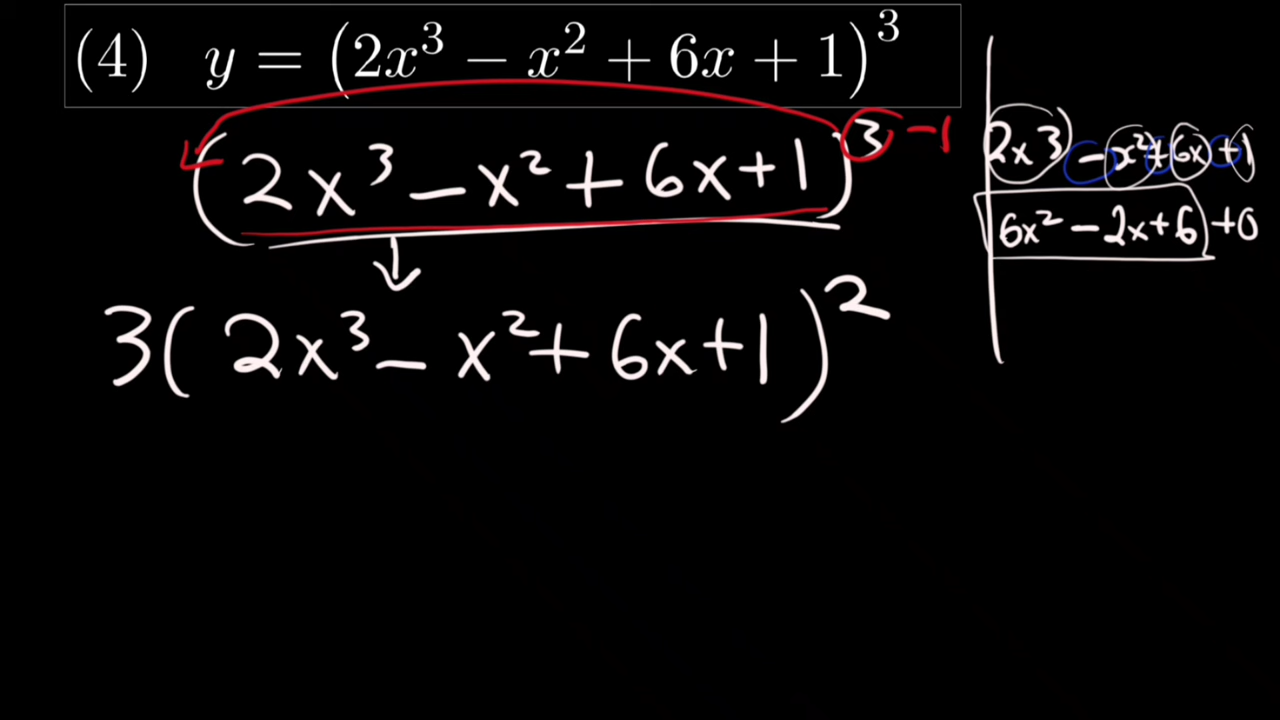 (4) y = (2x³ − x² + 6x + 1)³
(2x³ − x² + 6x + 1)³ − 1
3(2x³ − x² + 6x + 1)²
2x3) − x² + 6x + 1
6x² − 2x + 6 + 0